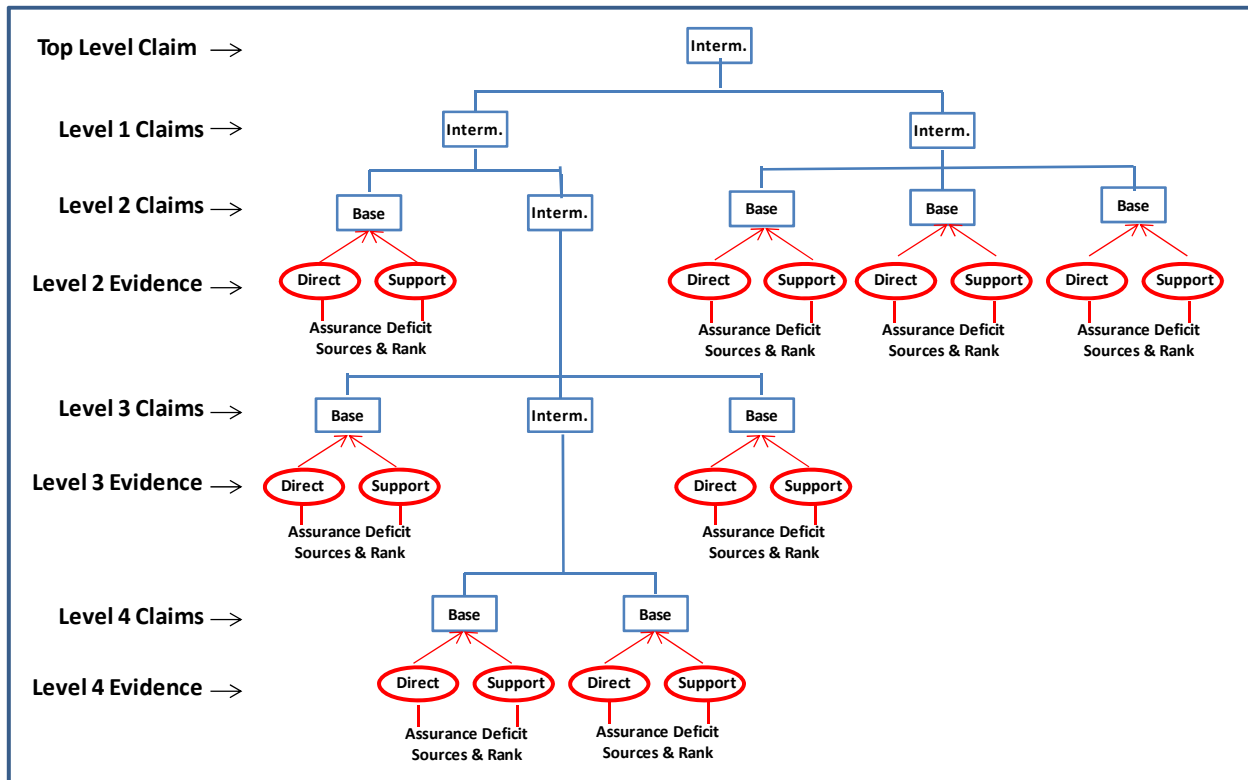 Top Level Claim
Interm.
Level 1 Claims
Interm.
Interm.
Level 2 Claims
Base
Interm.
Base
Base
Base
Level 2 Evidence
Direct
Support
Direct
Support
Direct
Support
Direct
Support
Assurance Deficit
Sources & Rank
Assurance Deficit
Sources & Rank
Assurance Deficit
Sources & Rank
Assurance Deficit
Sources & Rank
Level 3 Claims
Base
Interm.
Base
Level 3 Evidence
Direct
Support
Direct
Support
Assurance Deficit
Sources & Rank
Assurance Deficit
Sources & Rank
Level 4 Claims
Base
Base
Level 4 Evidence
Direct
Support
Direct
Support
Assurance Deficit
Sources & Rank
Assurance Deficit
Sources & Rank